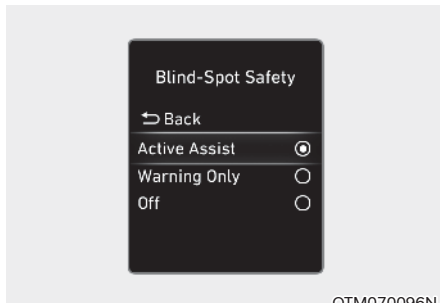 Blind-Spot Safety
Back
Active Assist
Warning Only
Off
OTM070096N